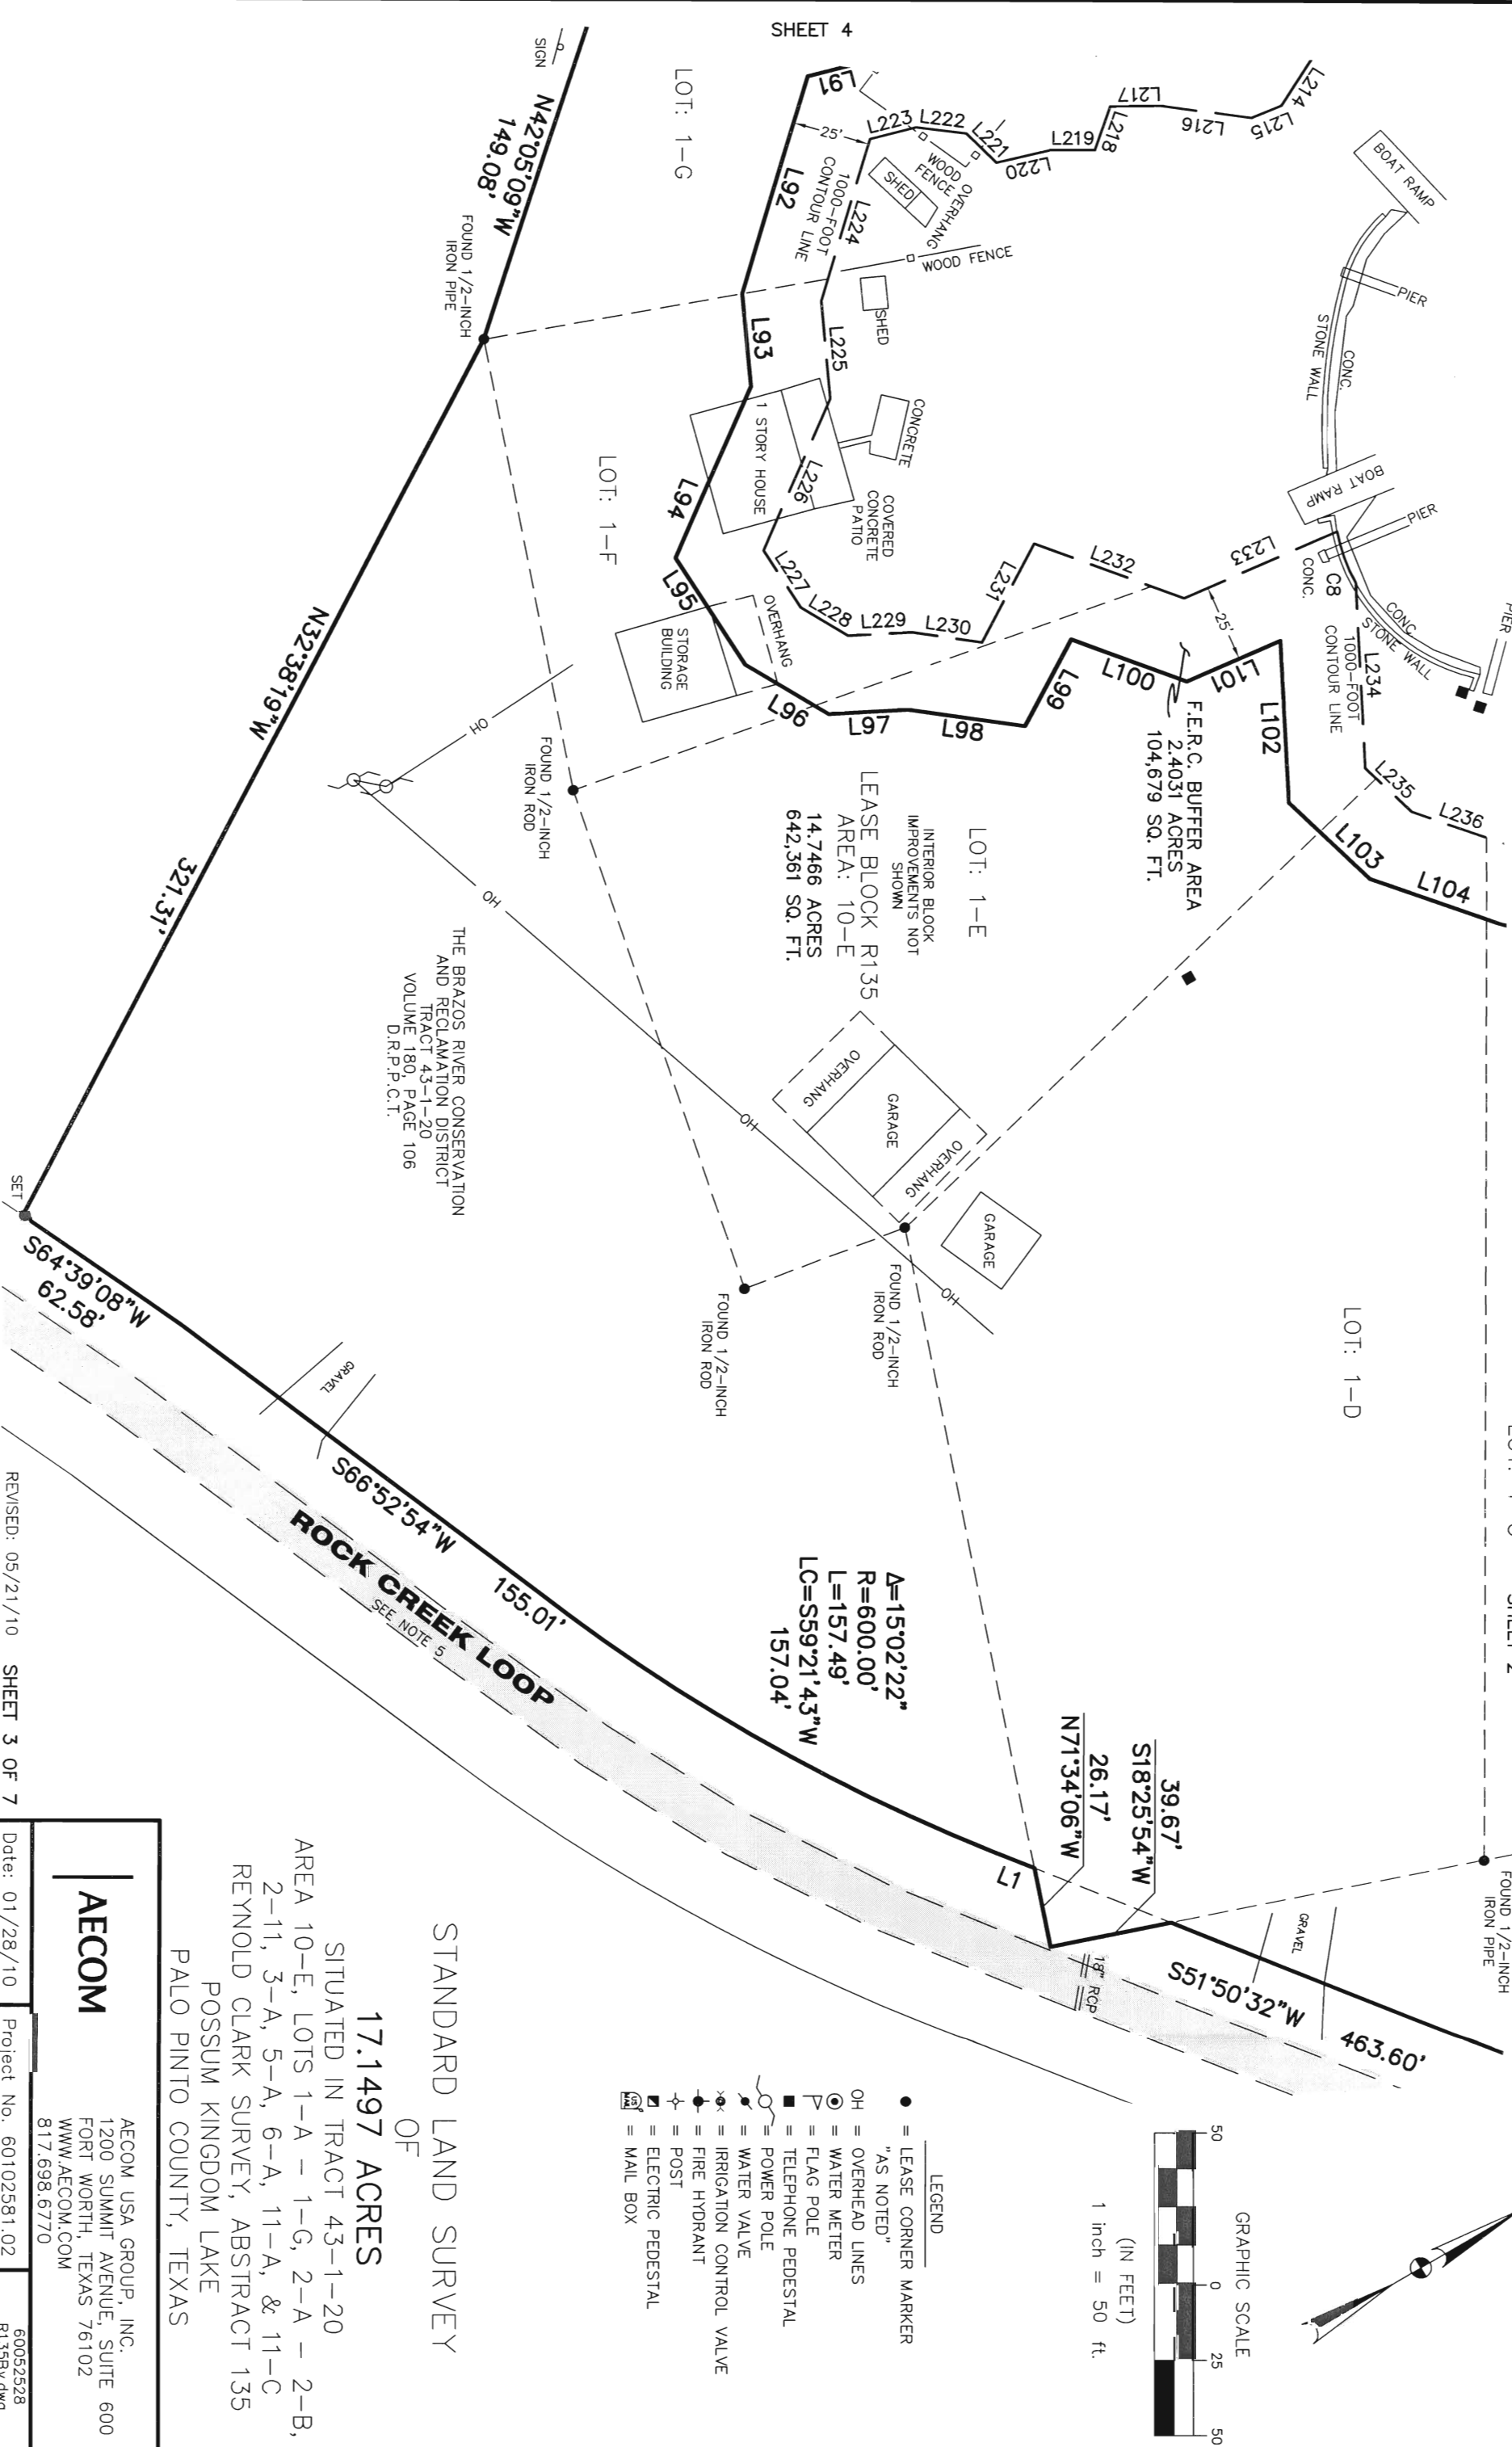 SHEET 4
SIGN
N42°05'09"W
149.08'
LOT: 1-G
FOUND 1/2-INCH
IRON PIPE
L91
25'
L92
L223
L222
L221
L220
L219
L218
L217
L216
L215
L214
WOOD
FENCE
OVERHANG
SHED
L224
1000-FOOT
CONTOUR LINE
WOOD FENCE
SHED
L93
L225
BOAT RAMP
PIER
STONE WALL
CONC.
BOAT RAMP
PIER
CONC.
C8
CONC.
STONE WALL
PIER
1 STORY HOUSE
CONCRETE
COVERED
CONCRETE
PATIO
L226
L94
L95
LOT: 1-F
L227
L228
L229
L230
L231
L232
L233
L234
1000-FOOT
CONTOUR LINE
L235
L236
OVERHANG
STORAGE
BUILDING
L96
L97
L98
L99
L100
L101
25'
L102
L103
L104
F.E.R.C. BUFFER AREA
2.4031 ACRES
104,679 SQ. FT.
N32°38'19"W
321.31'
OH
FOUND 1/2-INCH
IRON ROD
OH
LOT: 1-E
INTERIOR BLOCK
IMPROVEMENTS NOT
SHOWN
LEASE BLOCK R135
AREA: 10-E
14.7466 ACRES
642,361 SQ. FT.
THE BRAZOS RIVER CONSERVATION
AND RECLAMATION DISTRICT
TRACT 43-1-20
VOLUME 180, PAGE 106
D.R.P.P.C.T.
OVERHANG
GARAGE
OVERHANG
GARAGE
OH
OH
FOUND 1/2-INCH
IRON ROD
FOUND 1/2-INCH
IRON ROD
LOT: 1-D
SHEET 2
SET
S64°39'08"W
62.58'
GRAVEL
S66°52'54"W
155.01'
ROCK CREEK LOOP
SEE NOTE 5
Δ=15°02'22"
R=600.00'
L=157.49'
LC=S59°21'43"W
157.04'
39.67'
S18°25'54"W
26.17'
N71°34'06"W
L1
18" RCP
GRAVEL
S51°50'32"W
463.60'
FOUND 1/2-INCH
IRON PIPE
GRAPHIC SCALE
50
0
25
50
(IN FEET)
1 inch = 50 ft.
LEGEND
= LEASE CORNER MARKER
"AS NOTED"
OH = OVERHEAD LINES
= WATER METER
= FLAG POLE
= TELEPHONE PEDESTAL
= POWER POLE
= WATER VALVE
= IRRIGATION CONTROL VALVE
= FIRE HYDRANT
= POST
= ELECTRIC PEDESTAL
= MAIL BOX
STANDARD LAND SURVEY
OF
17.1497 ACRES
SITUATED IN TRACT 43-1-20
AREA 10-E, LOTS 1-A - 1-G, 2-A - 2-B,
2-11, 3-A, 5-A, 6-A, 11-A, & 11-C
REYNOLD CLARK SURVEY, ABSTRACT 135
POSSUM KINGDOM LAKE
PALO PINTO COUNTY, TEXAS
AECOM
AECOM USA GROUP, INC.
1200 SUMMIT AVENUE, SUITE 600
FORT WORTH, TEXAS 76102
WWW.AECOM.COM
817.698.6770
REVISED: 05/21/10 SHEET 3 OF 7
Date: 01/28/10
Project No. 60102581.02
60052528
R135By.dwg